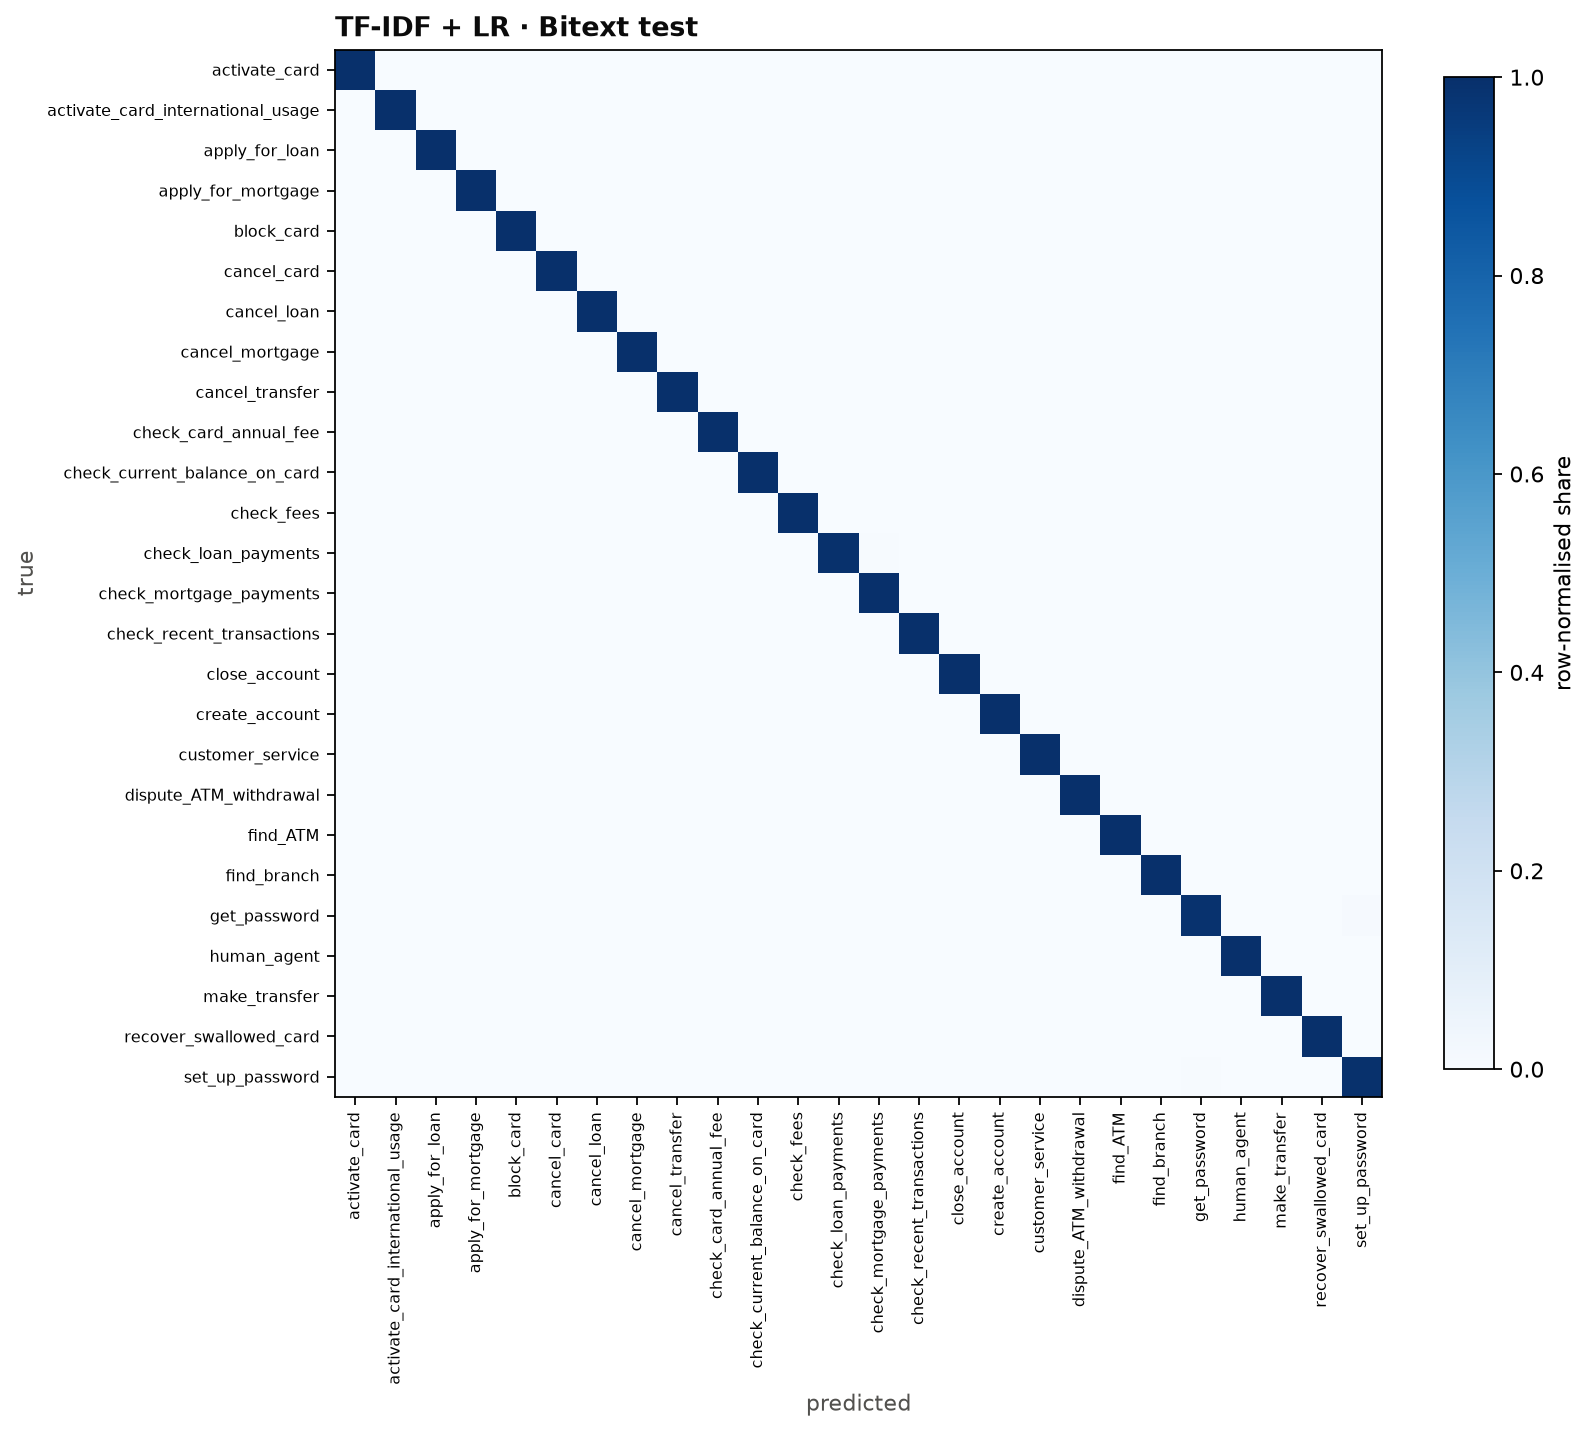 TF-IDF + LR · Bitext test
activate_card
activate_card_international_usage
apply_for_loan
apply_for_mortgage
block_card
cancel_card
cancel_loan
cancel_mortgage
cancel_transfer
check_card_annual_fee
check_current_balance_on_card
check_fees
check_loan_payments
check_mortgage_payments
check_recent_transactions
close_account
create_account
customer_service
dispute_ATM_withdrawal
find_ATM
find_branch
get_password
human_agent
make_transfer
recover_swallowed_card
set_up_password
true
activate_card
activate_card_international_usage
apply_for_loan
apply_for_mortgage
block_card
cancel_card
cancel_loan
cancel_mortgage
cancel_transfer
check_card_annual_fee
check_current_balance_on_card
check_fees
check_loan_payments
check_mortgage_payments
check_recent_transactions
close_account
create_account
customer_service
dispute_ATM_withdrawal
find_ATM
find_branch
get_password
human_agent
make_transfer
recover_swallowed_card
set_up_password
predicted
1.0
0.8
0.6
0.4
0.2
0.0
row-normalised share